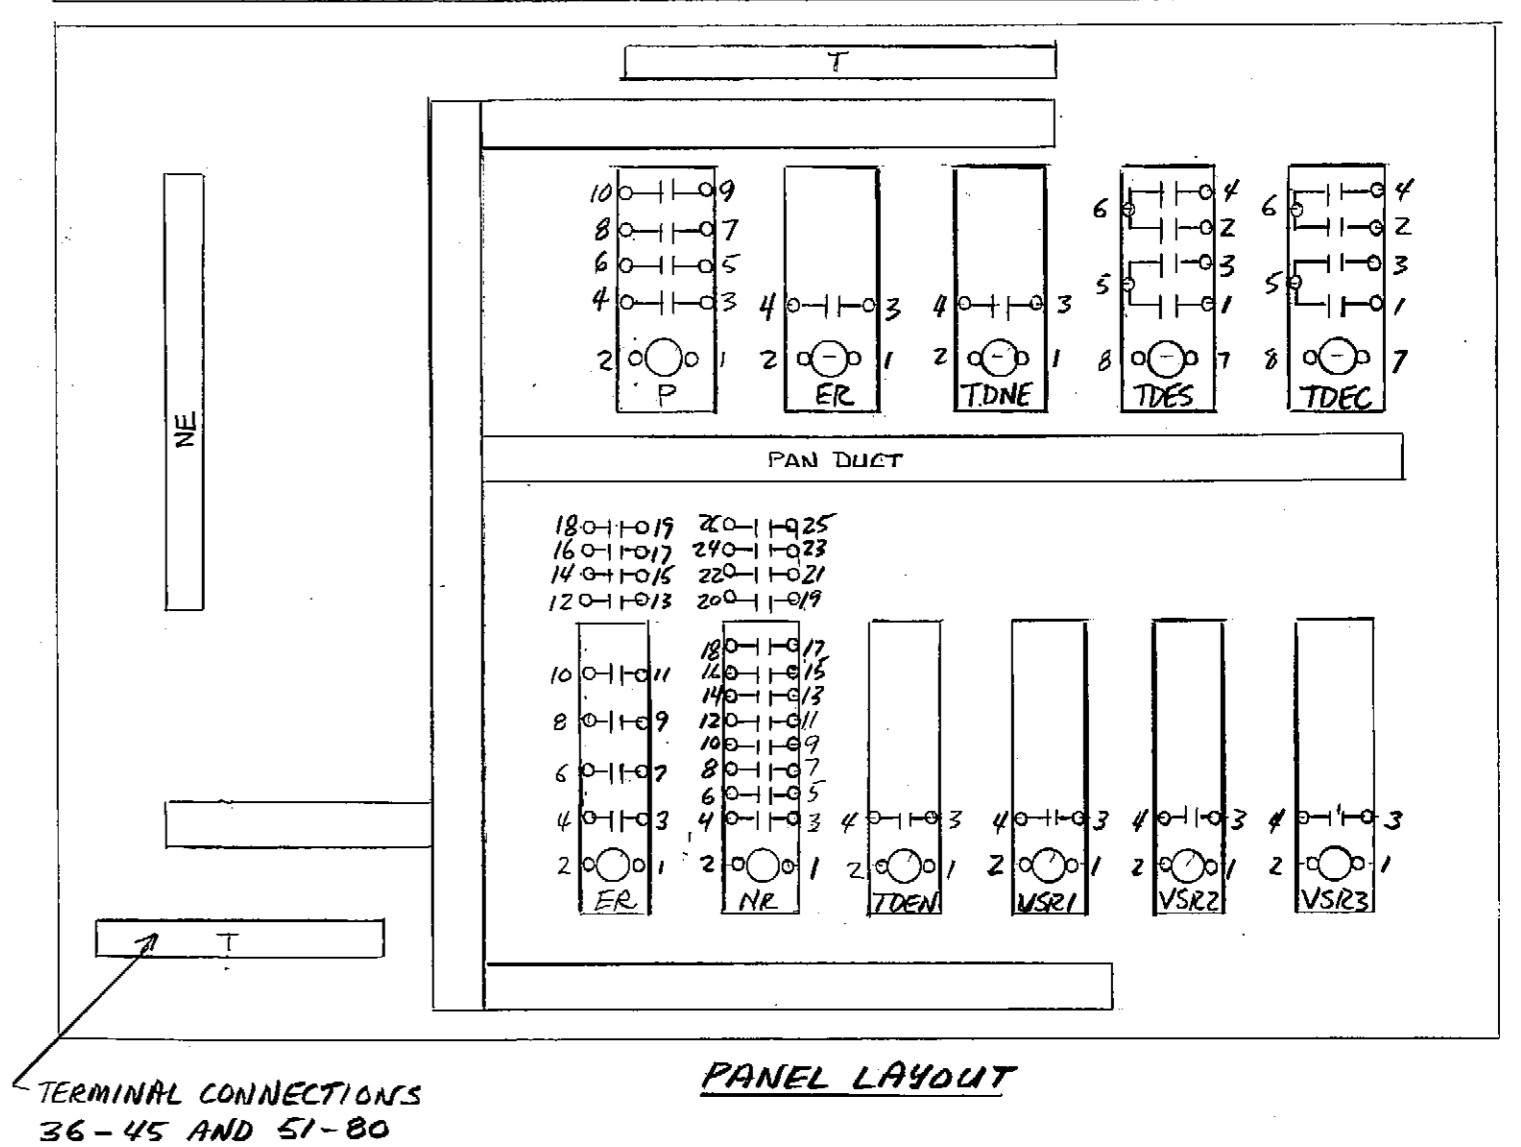 T
10 9
8 7
6 5
4 3
2 1
P
4 3
2 1
ER
4 3
2 1
TDNE
6 4
2
5 3
1
8 7
TDES
6 4
2
5 3
1
8 7
TDEC
NE
PAN DUCT
18 19
16 17
14 15
12 13
10 11
8 9
6 7
4 3
2 1
ER
26 25
24 23
22 21
20 19
18 17
16 15
14 13
12 11
10 9
8 7
6 5
4 3
2 1
NR
4 3
2 1
TDEN
4 3
2 1
VSR1
4 3
2 1
VSR2
4 3
2 1
VSR3
T
PANEL LAYOUT
TERMINAL CONNECTIONS
36-45 AND 51-80